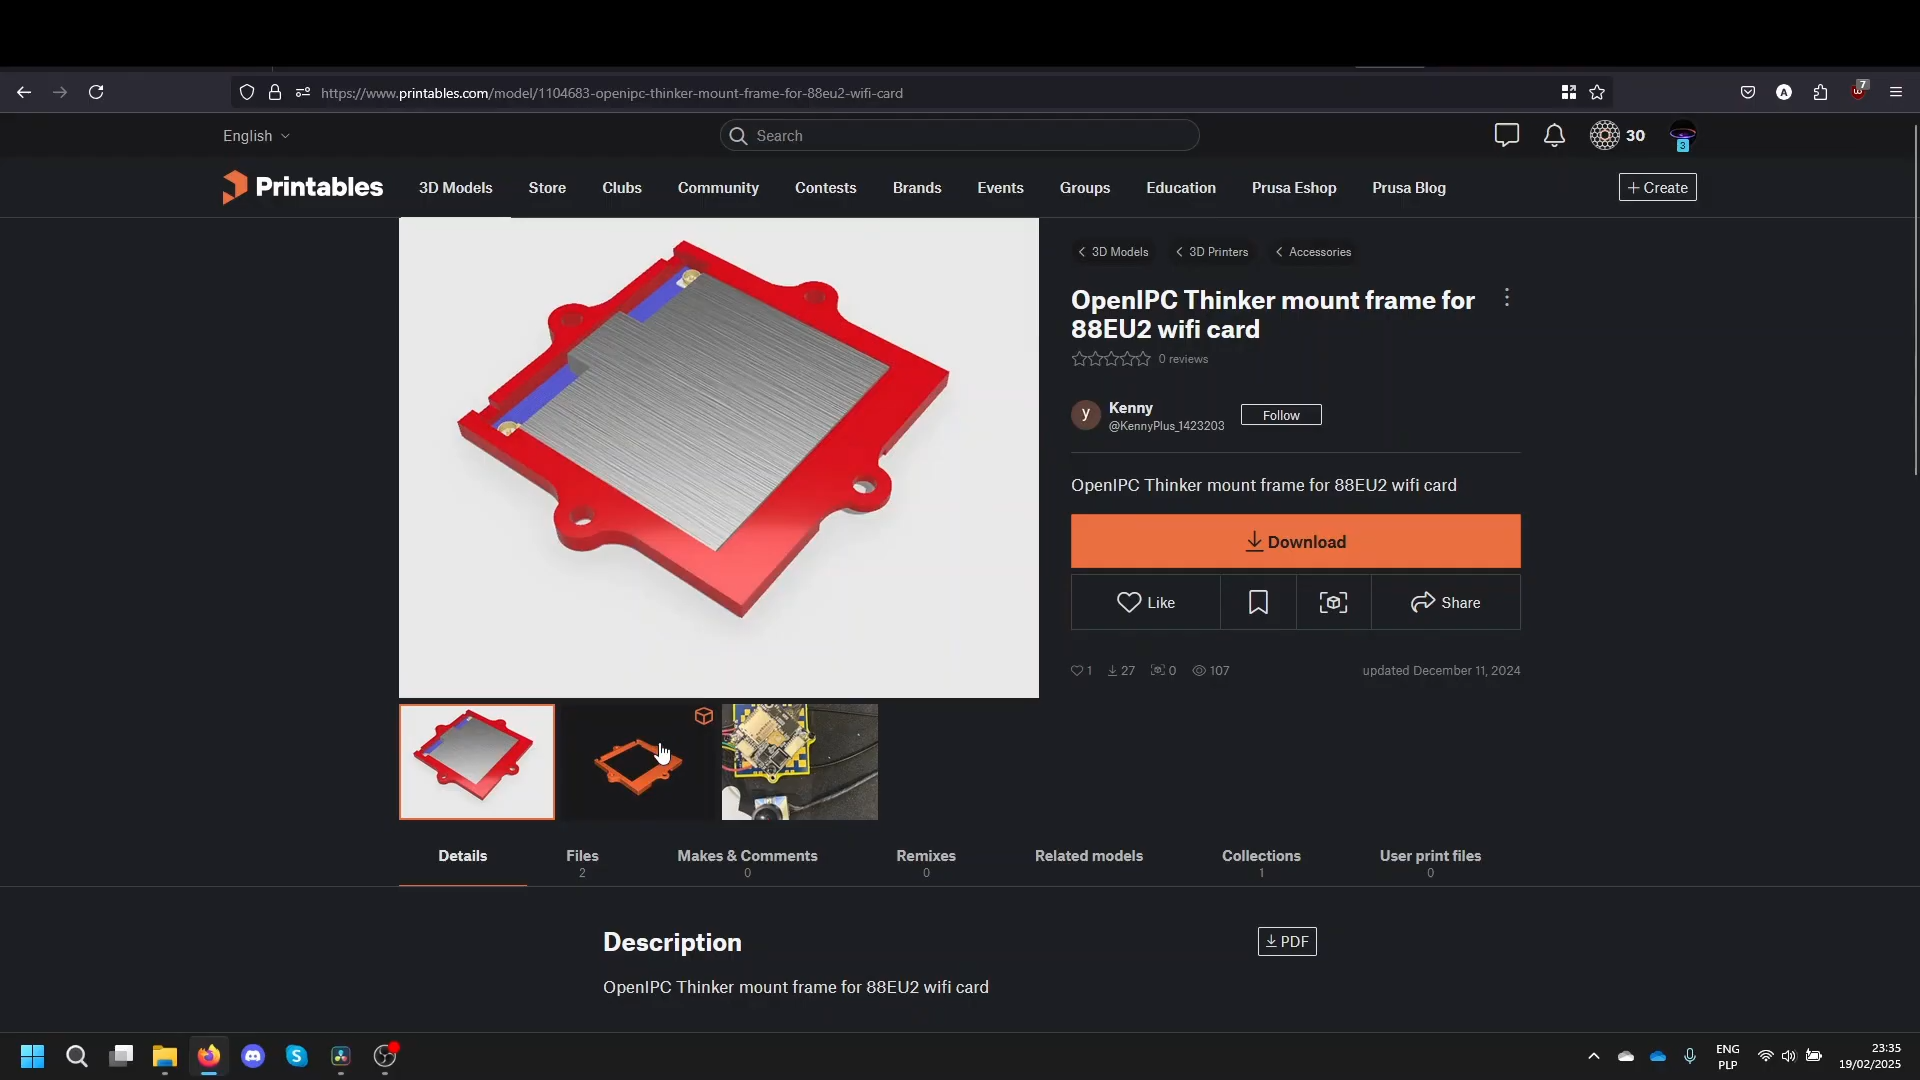 7
https://www.printables.com/model/1104683-openipc-thinker-mount-frame-for-88eu2-wifi-card
A
English
Search
30
3
Printables
3D Models
Store
Clubs
Community
Contests
Brands
Events
Groups
Education
Prusa Eshop
Prusa Blog
+ Create
3D Models
3D Printers
Accessories
OpenIPC Thinker mount frame for
88EU2 wifi card
0 reviews
y
Kenny
@KennyPlus_1423203
Follow
OpenIPC Thinker mount frame for 88EU2 wifi card
Download
Like
Share
1
27
0
107
updated December 11, 2024
Details
Files
2
Makes & Comments
0
Remixes
0
Related models
Collections
1
User print files
0
Description
PDF
OpenIPC Thinker mount frame for 88EU2 wifi card
S
ENG
PLP
23:35
19/02/2025